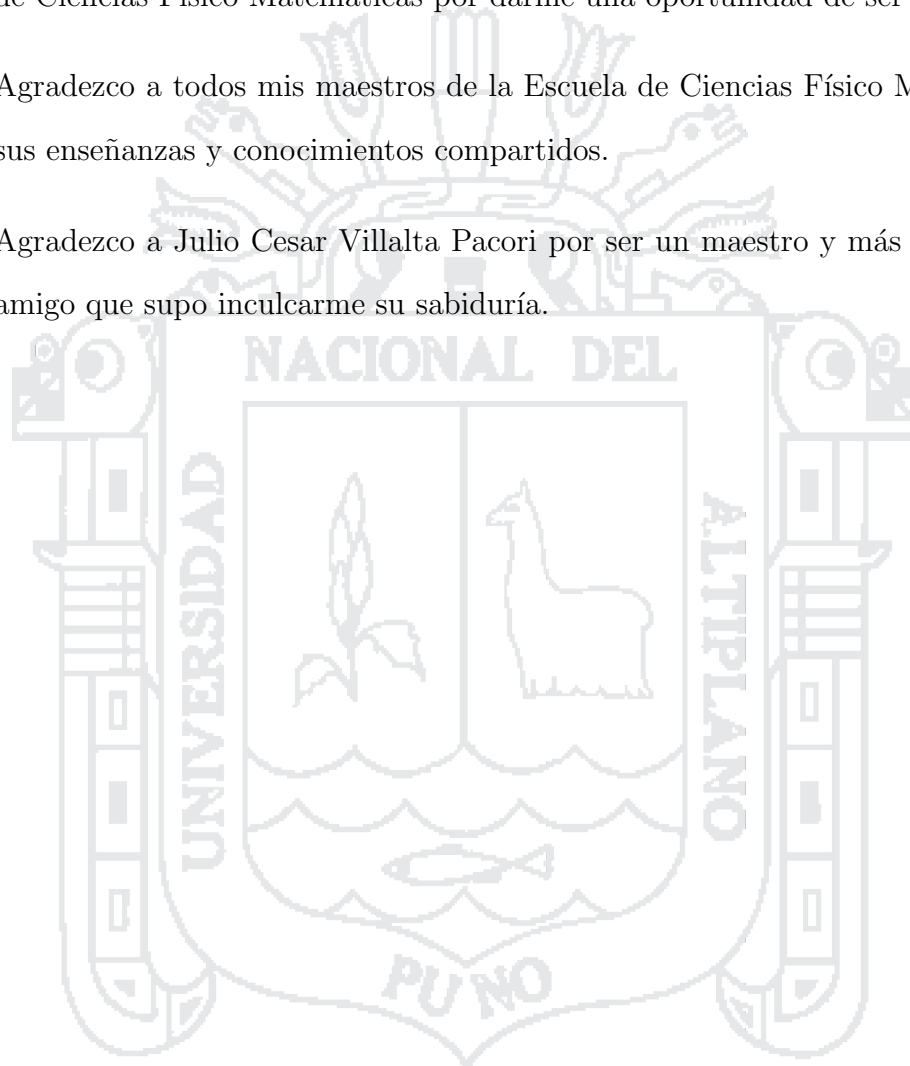 de Ciencias Físico Matemáticas por darme una oportunidad de ser
Agradezco a todos mis maestros de la Escuela de Ciencias Físico M
sus enseñanzas y conocimientos compartidos.
Agradezco a Julio Cesar Villalta Pacori por ser un maestro y más
amigo que supo inculcarme su sabiduría.
NACIONAL DEL
UNIVERSIDAD
ALTIPLANO
PUNO